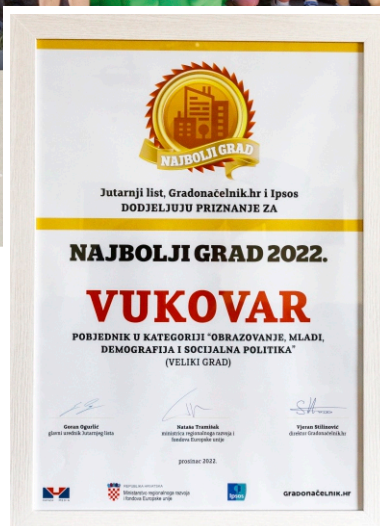 NAJBOLJI GRAD
Jutarnji list, Gradonačelnik.hr i Ipsos
DODJELJUJU PRIZNANJE ZA
NAJBOLJI GRAD 2022.
VUKOVAR
POBJEDNIK U KATEGORIJI "OBRAZOVANJE, MLADI,
DEMOGRAFIJA I SOCIJALNA POLITIKA"
(VELIKI GRAD)
Goran Ogurlić
glavni urednik Jutarnjeg lista
Nataša Tramišak
ministrica regionalnoga razvoja i
fondova Europske unije
Vjeran Stilinović
direktor Gradonačelnik.hr
prosinac 2022.
REPUBLIKA HRVATSKA
Ministarstvo regionalnoga razvoja
i fondova Europske unije
Ipsos
GRADONAČELNIK.HR